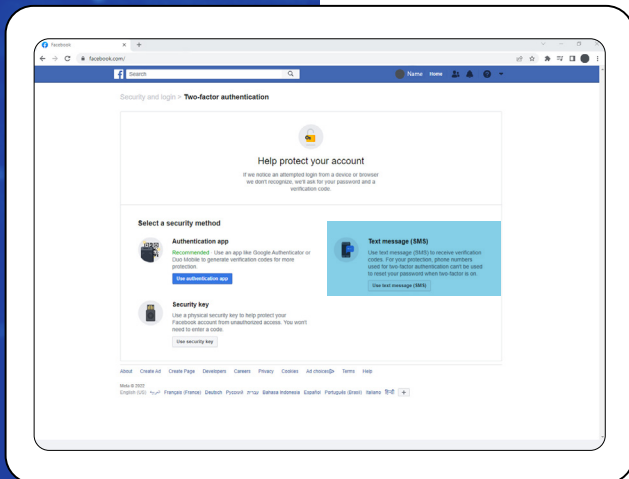 Facebook
facebook.com/
Search
Name Home
Security and login > Two-factor authentication
Help protect your account
If we notice an attempted login from a device or browser
we don't recognize, we'll ask for your password and a
verification code.
Select a security method
Authentication app
Recommended · Use an app like Google Authenticator or
Duo Mobile to generate verification codes for more
protection.
Use authentication app
Text message (SMS)
Use text message (SMS) to receive verification
codes. For your protection, phone numbers
used for two-factor authentication can't be used
to reset your password when two-factor is on.
Use text message (SMS)
Security key
Use a physical security key to help protect your
Facebook account from unauthorized access. You won't
need to enter a code.
Use security key
About Create Ad Create Page Developers Careers Privacy Cookies Ad choices Terms Help
Meta © 2022
English (US) العربية Français (France) Deutsch Русский עברית Bahasa Indonesia Español Português (Brasil) Italiano हिन्दी